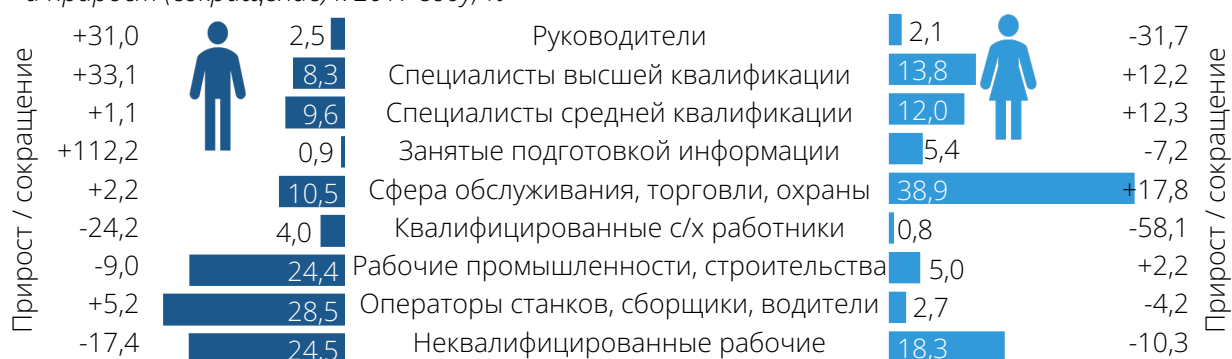 и прирост (сокращение) к 2017 году, %
Прирост / сокращение
+31,0 2,5 Руководители 2,1 -31,7
+33,1 8,3 Специалисты высшей квалификации 13,8 +12,2
+1,1 9,6 Специалисты средней квалификации 12,0 +12,3
+112,2 0,9 Занятые подготовкой информации 5,4 -7,2
+2,2 10,5 Сфера обслуживания, торговли, охраны 38,9 +17,8
-24,2 4,0 Квалифицированные с/х работники 0,8 -58,1
-9,0 24,4 Рабочие промышленности, строительства 5,0 +2,2
+5,2 28,5 Операторы станков, сборщики, водители 2,7 -4,2
-17,4 24,5 Неквалифицированные рабочие 18,3 -10,3
Прирост / сокращение